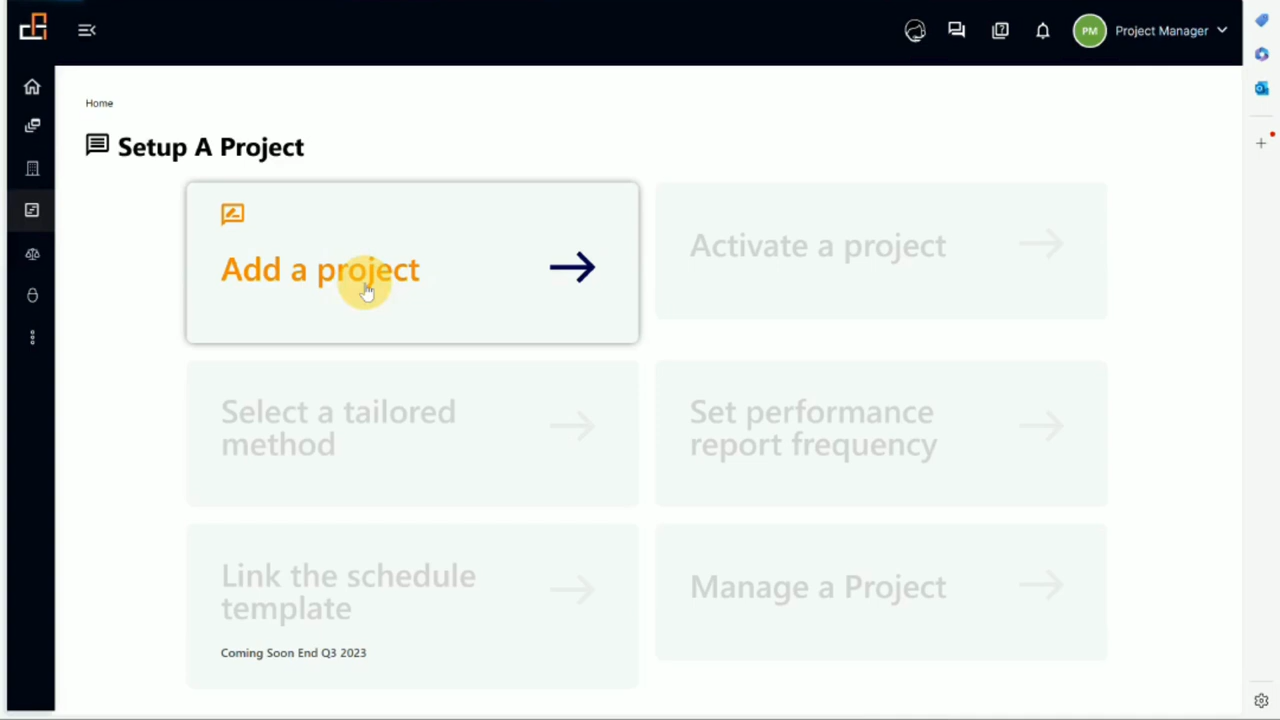 PM
Project Manager
Home
Setup A Project
Add a project
Activate a project
Select a tailored
method
Set performance
report frequency
Link the schedule
template
Coming Soon End Q3 2023
Manage a Project